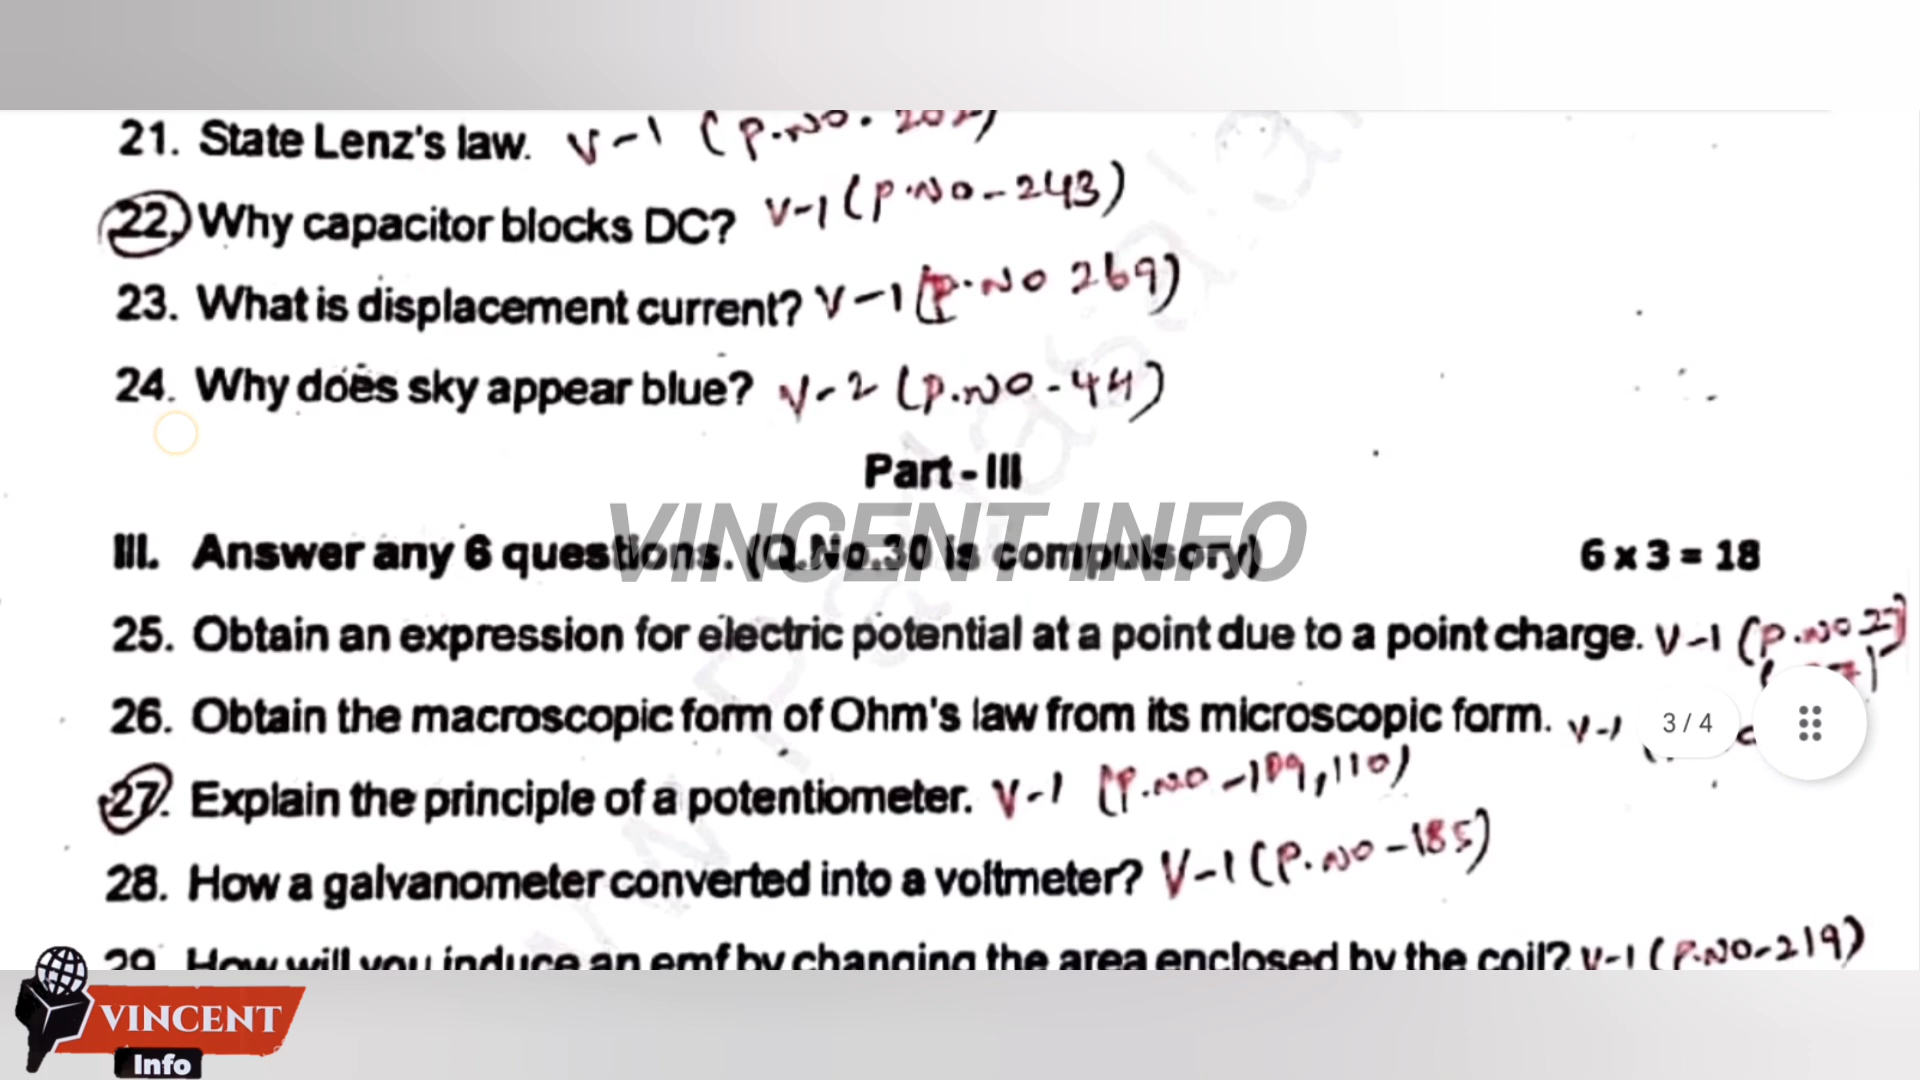 21. State Lenz's law. V-1 (P.NO.
22. Why capacitor blocks DC? V-1 (P.NO-243)
23. What is displacement current? V-1 (P.NO 269)
24. Why does sky appear blue? V-2 (P.NO-44)
Part - III
VINCENT INFO
III. Answer any 6 questions. (Q.No.30 is compulsory) 6 x 3 = 18
25. Obtain an expression for electric potential at a point due to a point charge. V-1 (P.NO
26. Obtain the macroscopic form of Ohm's law from its microscopic form. V-1
3 / 4
27. Explain the principle of a potentiometer. V-1 (P.NO-109,110)
28. How a galvanometer converted into a voltmeter? V-1 (P.NO-185)
29. How will you induce an emf by changing the area enclosed by the coil? V-1 (P.NO-219)
VINCENT
Info